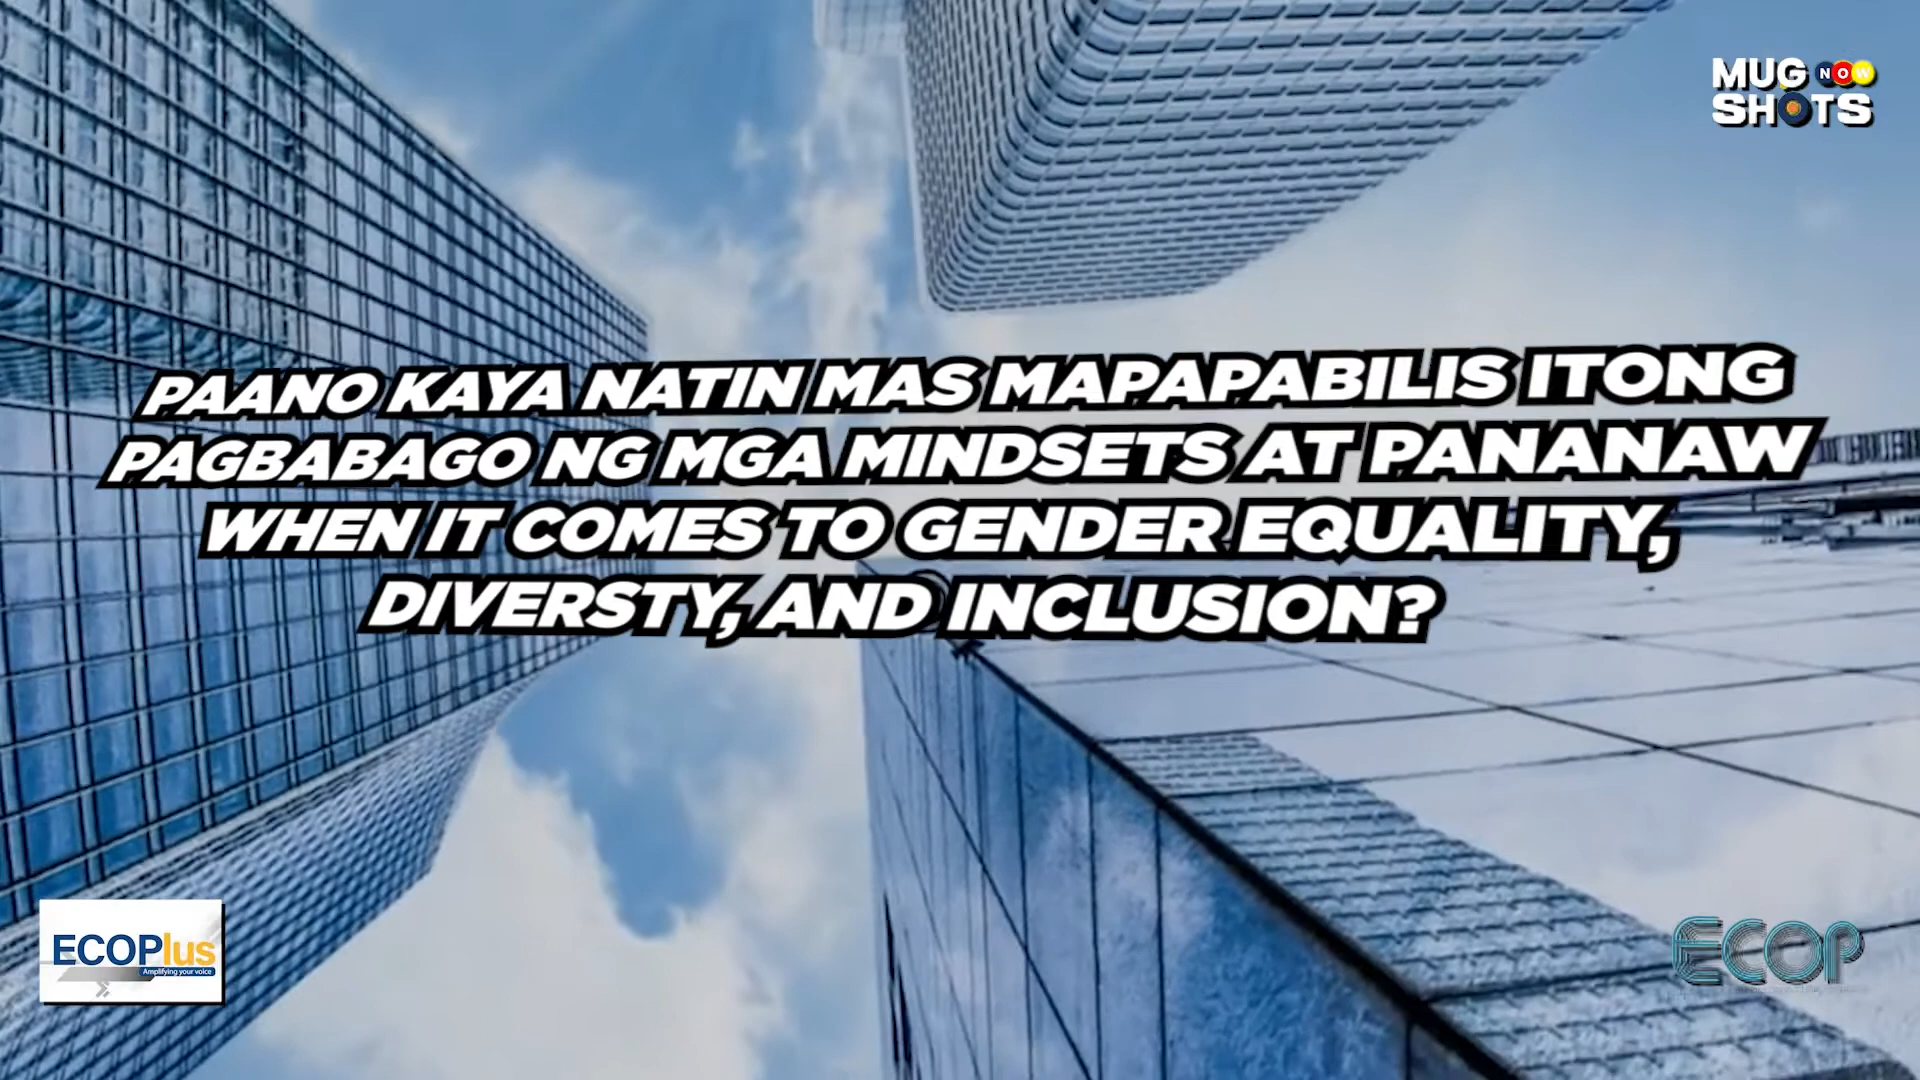 MUG NOW
SHOTS
PAANO KAYA NATIN MAS MAPAPABILIS ITONG
PAGBABAGO NG MGA MINDSETS AT PANANAW
WHEN IT COMES TO GENDER EQUALITY,
DIVERSTY, AND INCLUSION?
ECOPlus
Amplifying your voice
ECOP